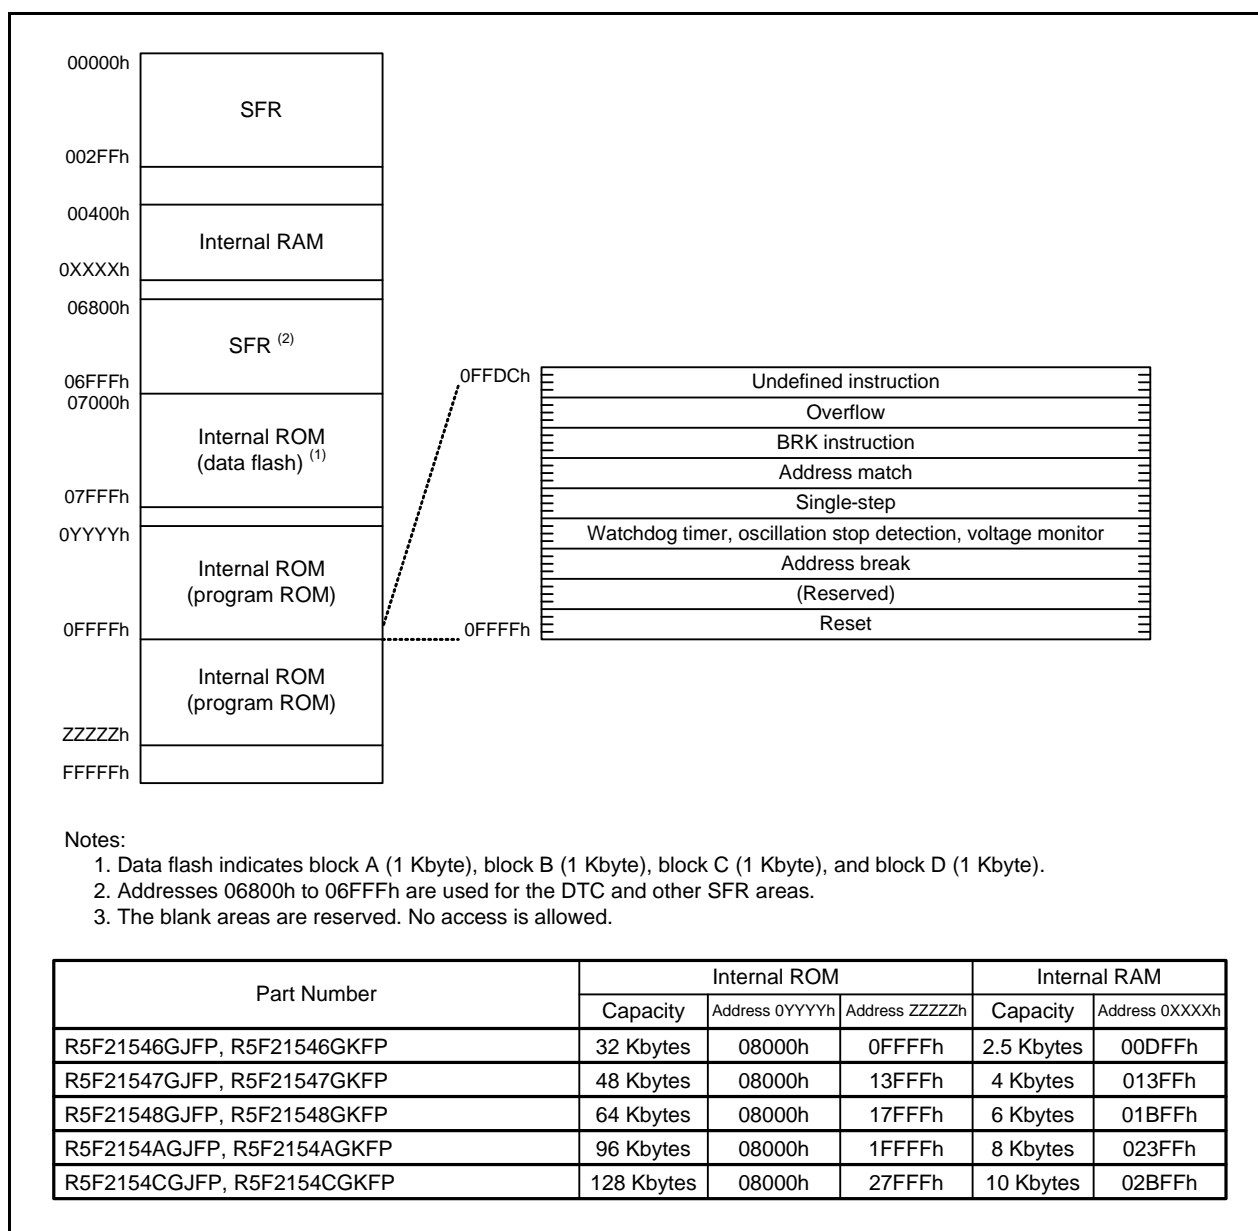 00000h
SFR
002FFh
00400h
Internal RAM
0XXXXh
06800h
SFR (2)
06FFFh
07000h
Internal ROM
(data flash) (1)
07FFFh
0YYYYh
Internal ROM
(program ROM)
0FFFFh
Internal ROM
(program ROM)
ZZZZZh
FFFFFh
0FFDCh
Undefined instruction
Overflow
BRK instruction
Address match
Single-step
Watchdog timer, oscillation stop detection, voltage monitor
Address break
(Reserved)
0FFFFh
Reset
Notes:
1. Data flash indicates block A (1 Kbyte), block B (1 Kbyte), block C (1 Kbyte), and block D (1 Kbyte).
2. Addresses 06800h to 06FFFh are used for the DTC and other SFR areas.
3. The blank areas are reserved. No access is allowed.
Part Number Internal ROM Internal RAM
Capacity Address 0YYYYh Address ZZZZZh Capacity Address 0XXXXh
R5F21546GJFP, R5F21546GKFP 32 Kbytes 08000h 0FFFFh 2.5 Kbytes 00DFFh
R5F21547GJFP, R5F21547GKFP 48 Kbytes 08000h 13FFFh 4 Kbytes 013FFh
R5F21548GJFP, R5F21548GKFP 64 Kbytes 08000h 17FFFh 6 Kbytes 01BFFh
R5F2154AGJFP, R5F2154AGKFP 96 Kbytes 08000h 1FFFFh 8 Kbytes 023FFh
R5F2154CGJFP, R5F2154CGKFP 128 Kbytes 08000h 27FFFh 10 Kbytes 02BFFh